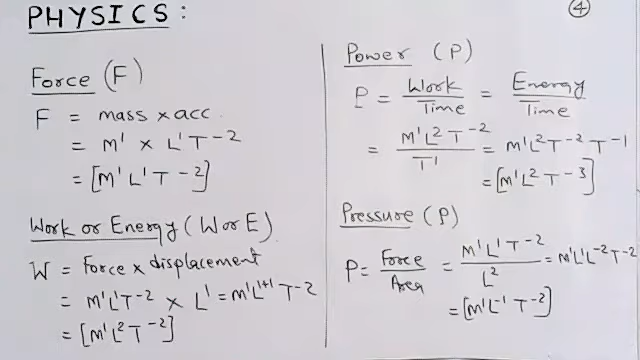 PHYSICS:
④
Force (F)
F = mass x acc
= M¹ x L¹T⁻²
= [M¹L¹T⁻²]
Work or Energy (W or E)
W = Force x displacement
= M¹L¹T⁻² x L¹ = M¹L¹⁺¹T⁻²
= [M¹L²T⁻²]
Power (P)
P = Work/Time = Energy/Time
= M¹L²T⁻²/T¹ = M¹L²T⁻²T⁻¹
= [M¹L²T⁻³]
Pressure (P)
P = Force/Area = M¹L¹T⁻²/L² = M¹L¹L⁻²T⁻²
= [M¹L⁻¹T⁻²]